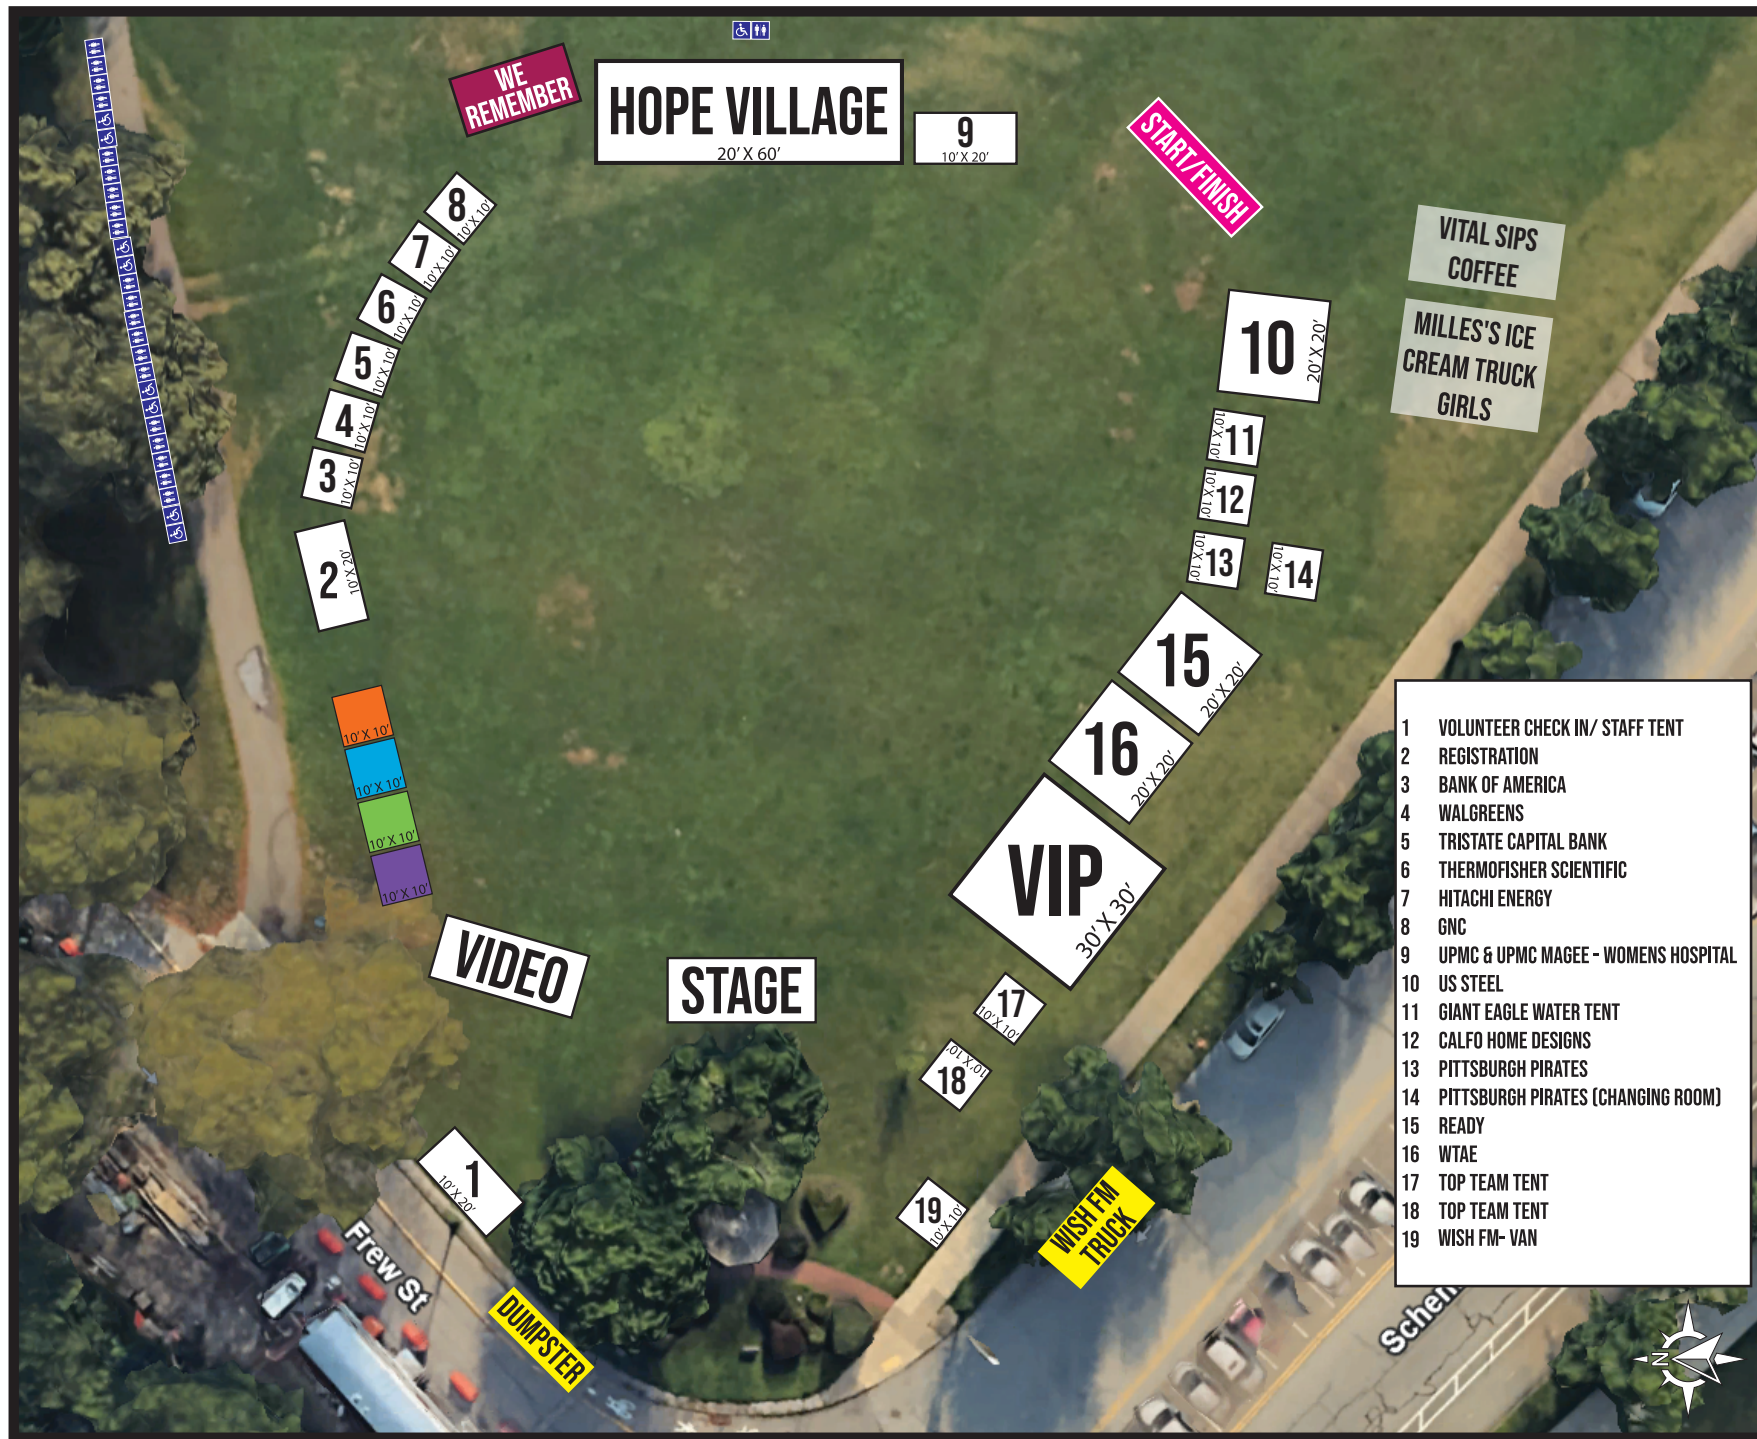 WE
REMEMBER
HOPE VILLAGE
20' X 60'
9
10' X 20'
START/FINISH
VITAL SIPS
COFFEE
MILLES'S ICE
CREAM TRUCK
GIRLS
8
10' X 10'
7
10' X 10'
6
10' X 10'
5
10' X 10'
4
10' X 10'
3
10' X 10'
2
10' X 20'
10
20' X 20'
11
10' X 10'
12
10' X 10'
13
10' X 10'
14
10' X 10'
15
20' X 20'
16
20' X 20'
VIP
30' X 30'
10' X 10'
10' X 10'
10' X 10'
10' X 10'
VIDEO
STAGE
17
10' X 10'
18
10' X 10'
1
10' X 20'
19
10' X 10'
WISH FM
TRUCK
DUMPSTER
Frew St
Schen
1 VOLUNTEER CHECK IN/ STAFF TENT
2 REGISTRATION
3 BANK OF AMERICA
4 WALGREENS
5 TRISTATE CAPITAL BANK
6 THERMOFISHER SCIENTIFIC
7 HITACHI ENERGY
8 GNC
9 UPMC & UPMC MAGEE - WOMENS HOSPITAL
10 US STEEL
11 GIANT EAGLE WATER TENT
12 CALFO HOME DESIGNS
13 PITTSBURGH PIRATES
14 PITTSBURGH PIRATES (CHANGING ROOM)
15 READY
16 WTAE
17 TOP TEAM TENT
18 TOP TEAM TENT
19 WISH FM- VAN
N